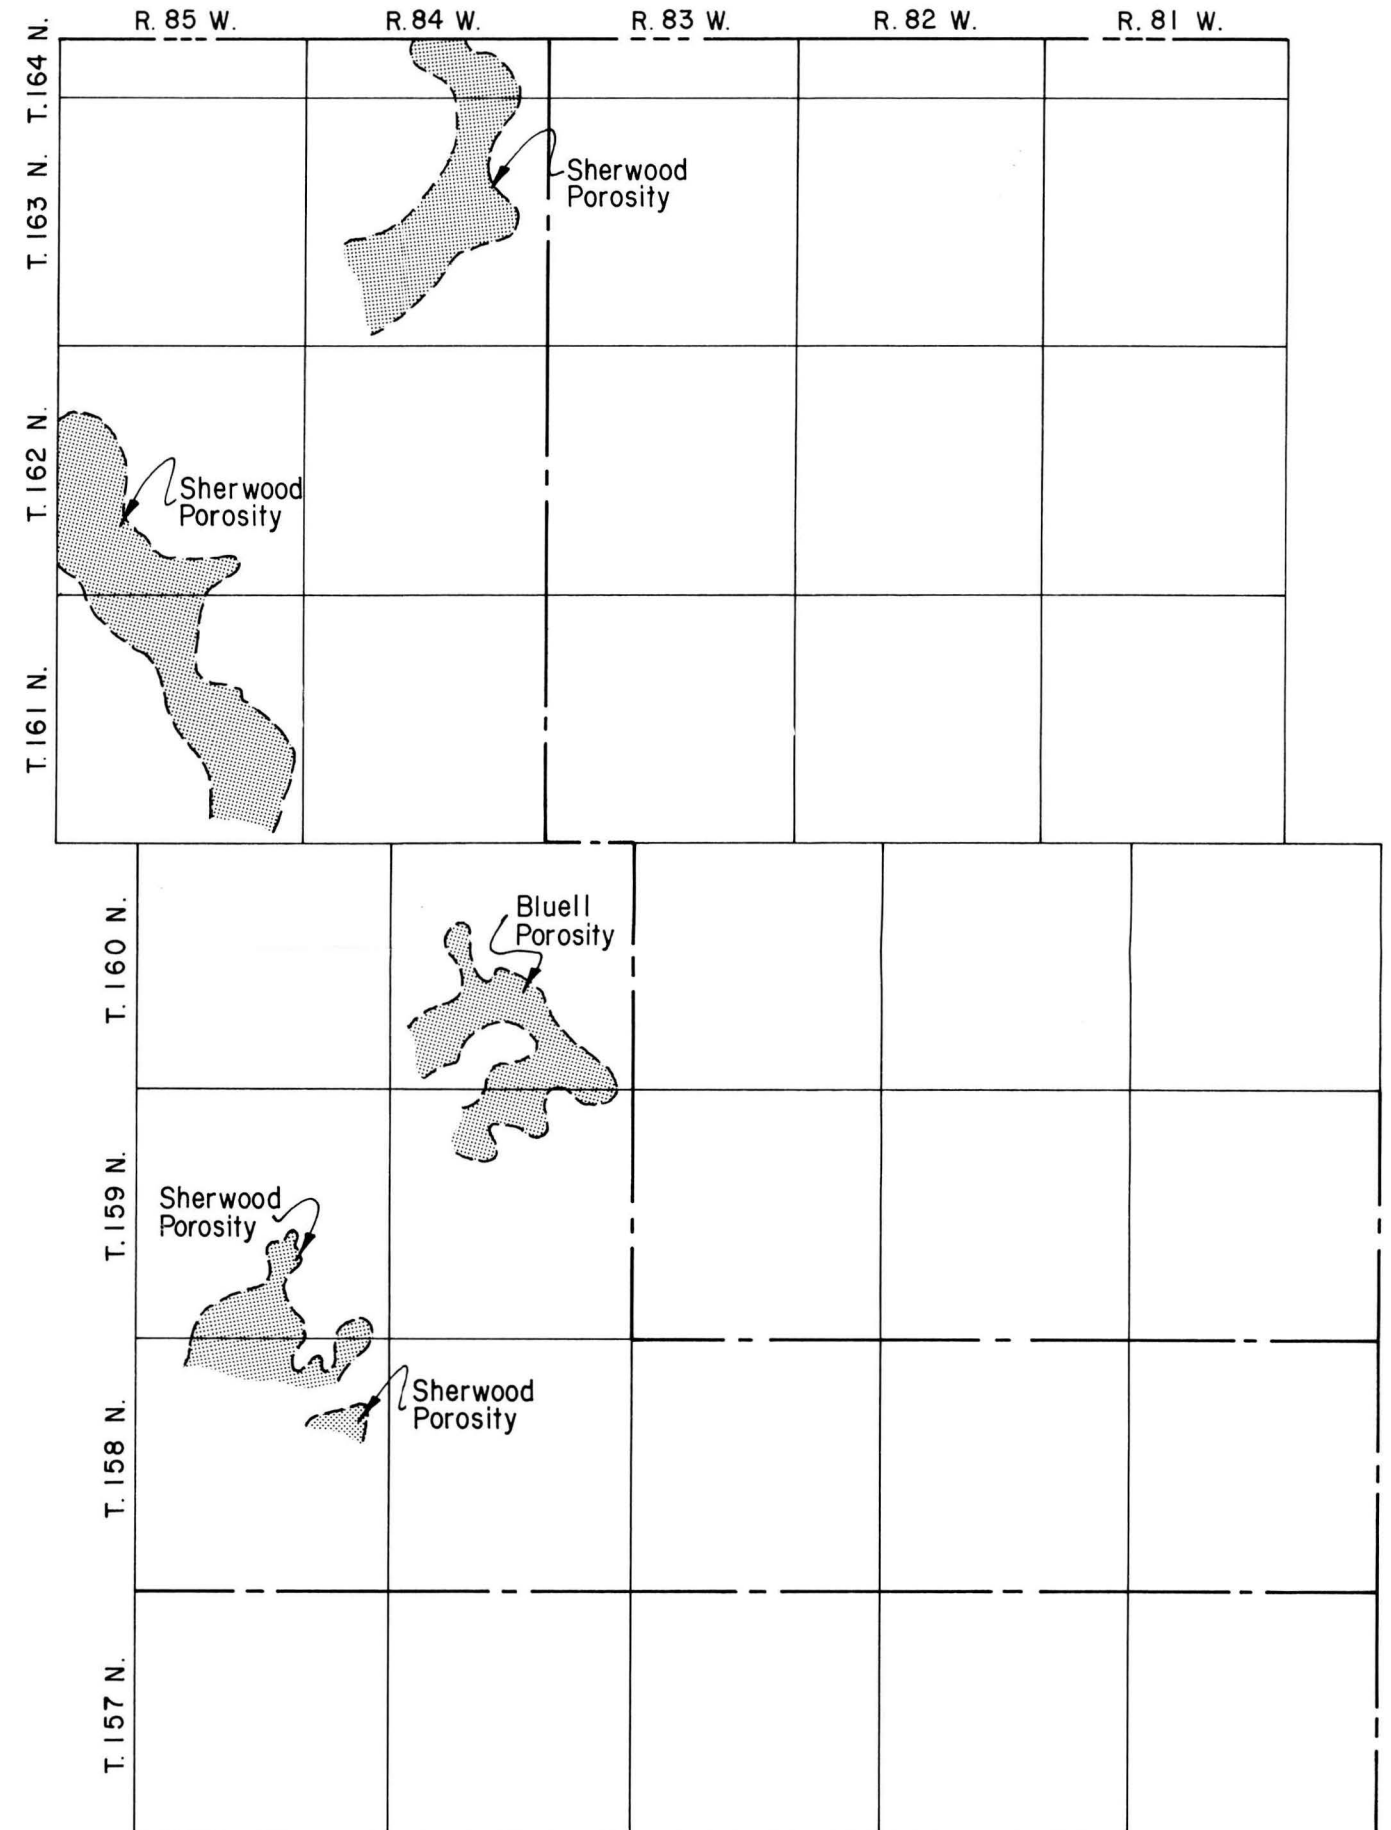 R. 85 W.
R. 84 W.
R. 83 W.
R. 82 W.
R. 81 W.
T. 164 N.
T. 163 N.
Sherwood
Porosity
T. 162 N.
Sherwood
Porosity
T. 161 N.
T. 160 N.
Bluell
Porosity
T. 159 N.
Sherwood
Porosity
T. 158 N.
Sherwood
Porosity
T. 157 N.